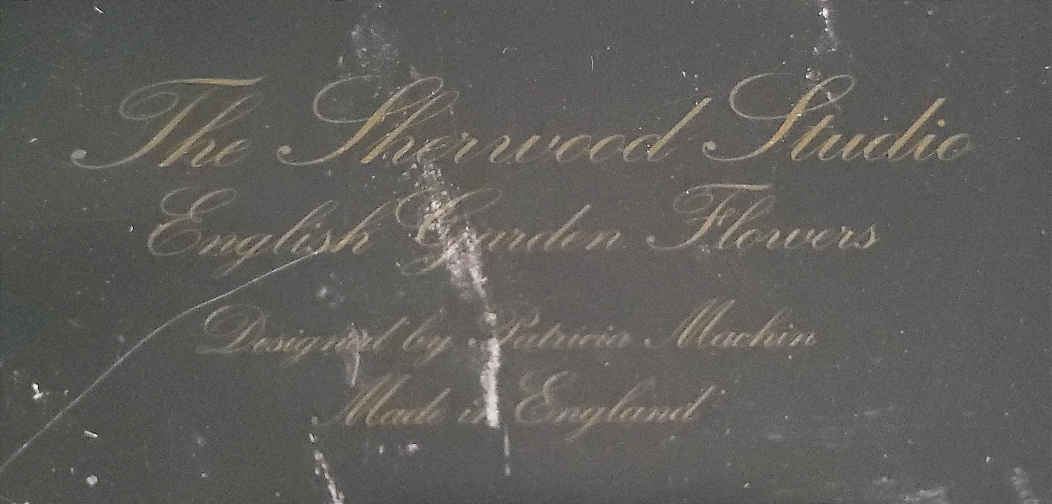 The Sherwood Studio
English Garden Flowers
Designed by Patricia Machin
Made in England